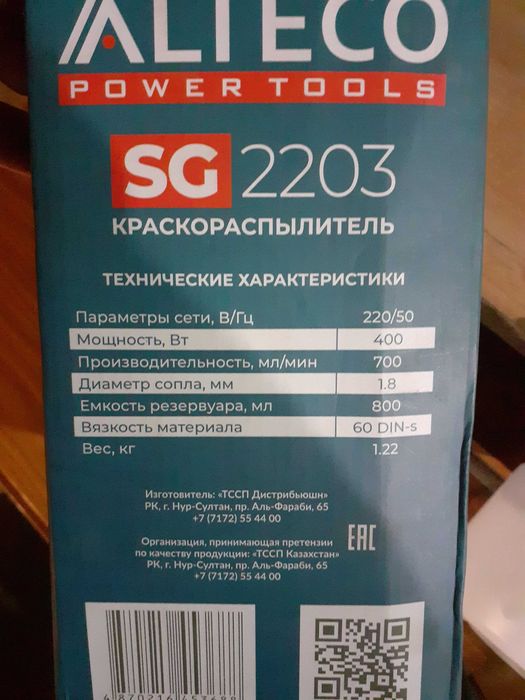 ALTECO
POWER TOOLS
SG 2203
КРАСКОРАСПЫЛИТЕЛЬ
ТЕХНИЧЕСКИЕ ХАРАКТЕРИСТИКИ
Параметры сети, В/Гц 220/50
Мощность, Вт 400
Производительность, мл/мин 700
Диаметр сопла, мм 1.8
Емкость резервуара, мл 800
Вязкость материала 60 DIN-s
Вес, кг 1.22
Изготовитель: «ТССП Дистрибьюшн»
РК, г. Нур-Султан, пр. Аль-Фараби, 65
+7 (7172) 55 44 00
Организация, принимающая претензии
по качеству продукции: «ТССП Казахстан»
РК, г. Нур-Султан, пр. Аль-Фараби, 65
+7 (7172) 55 44 00
ЕАС